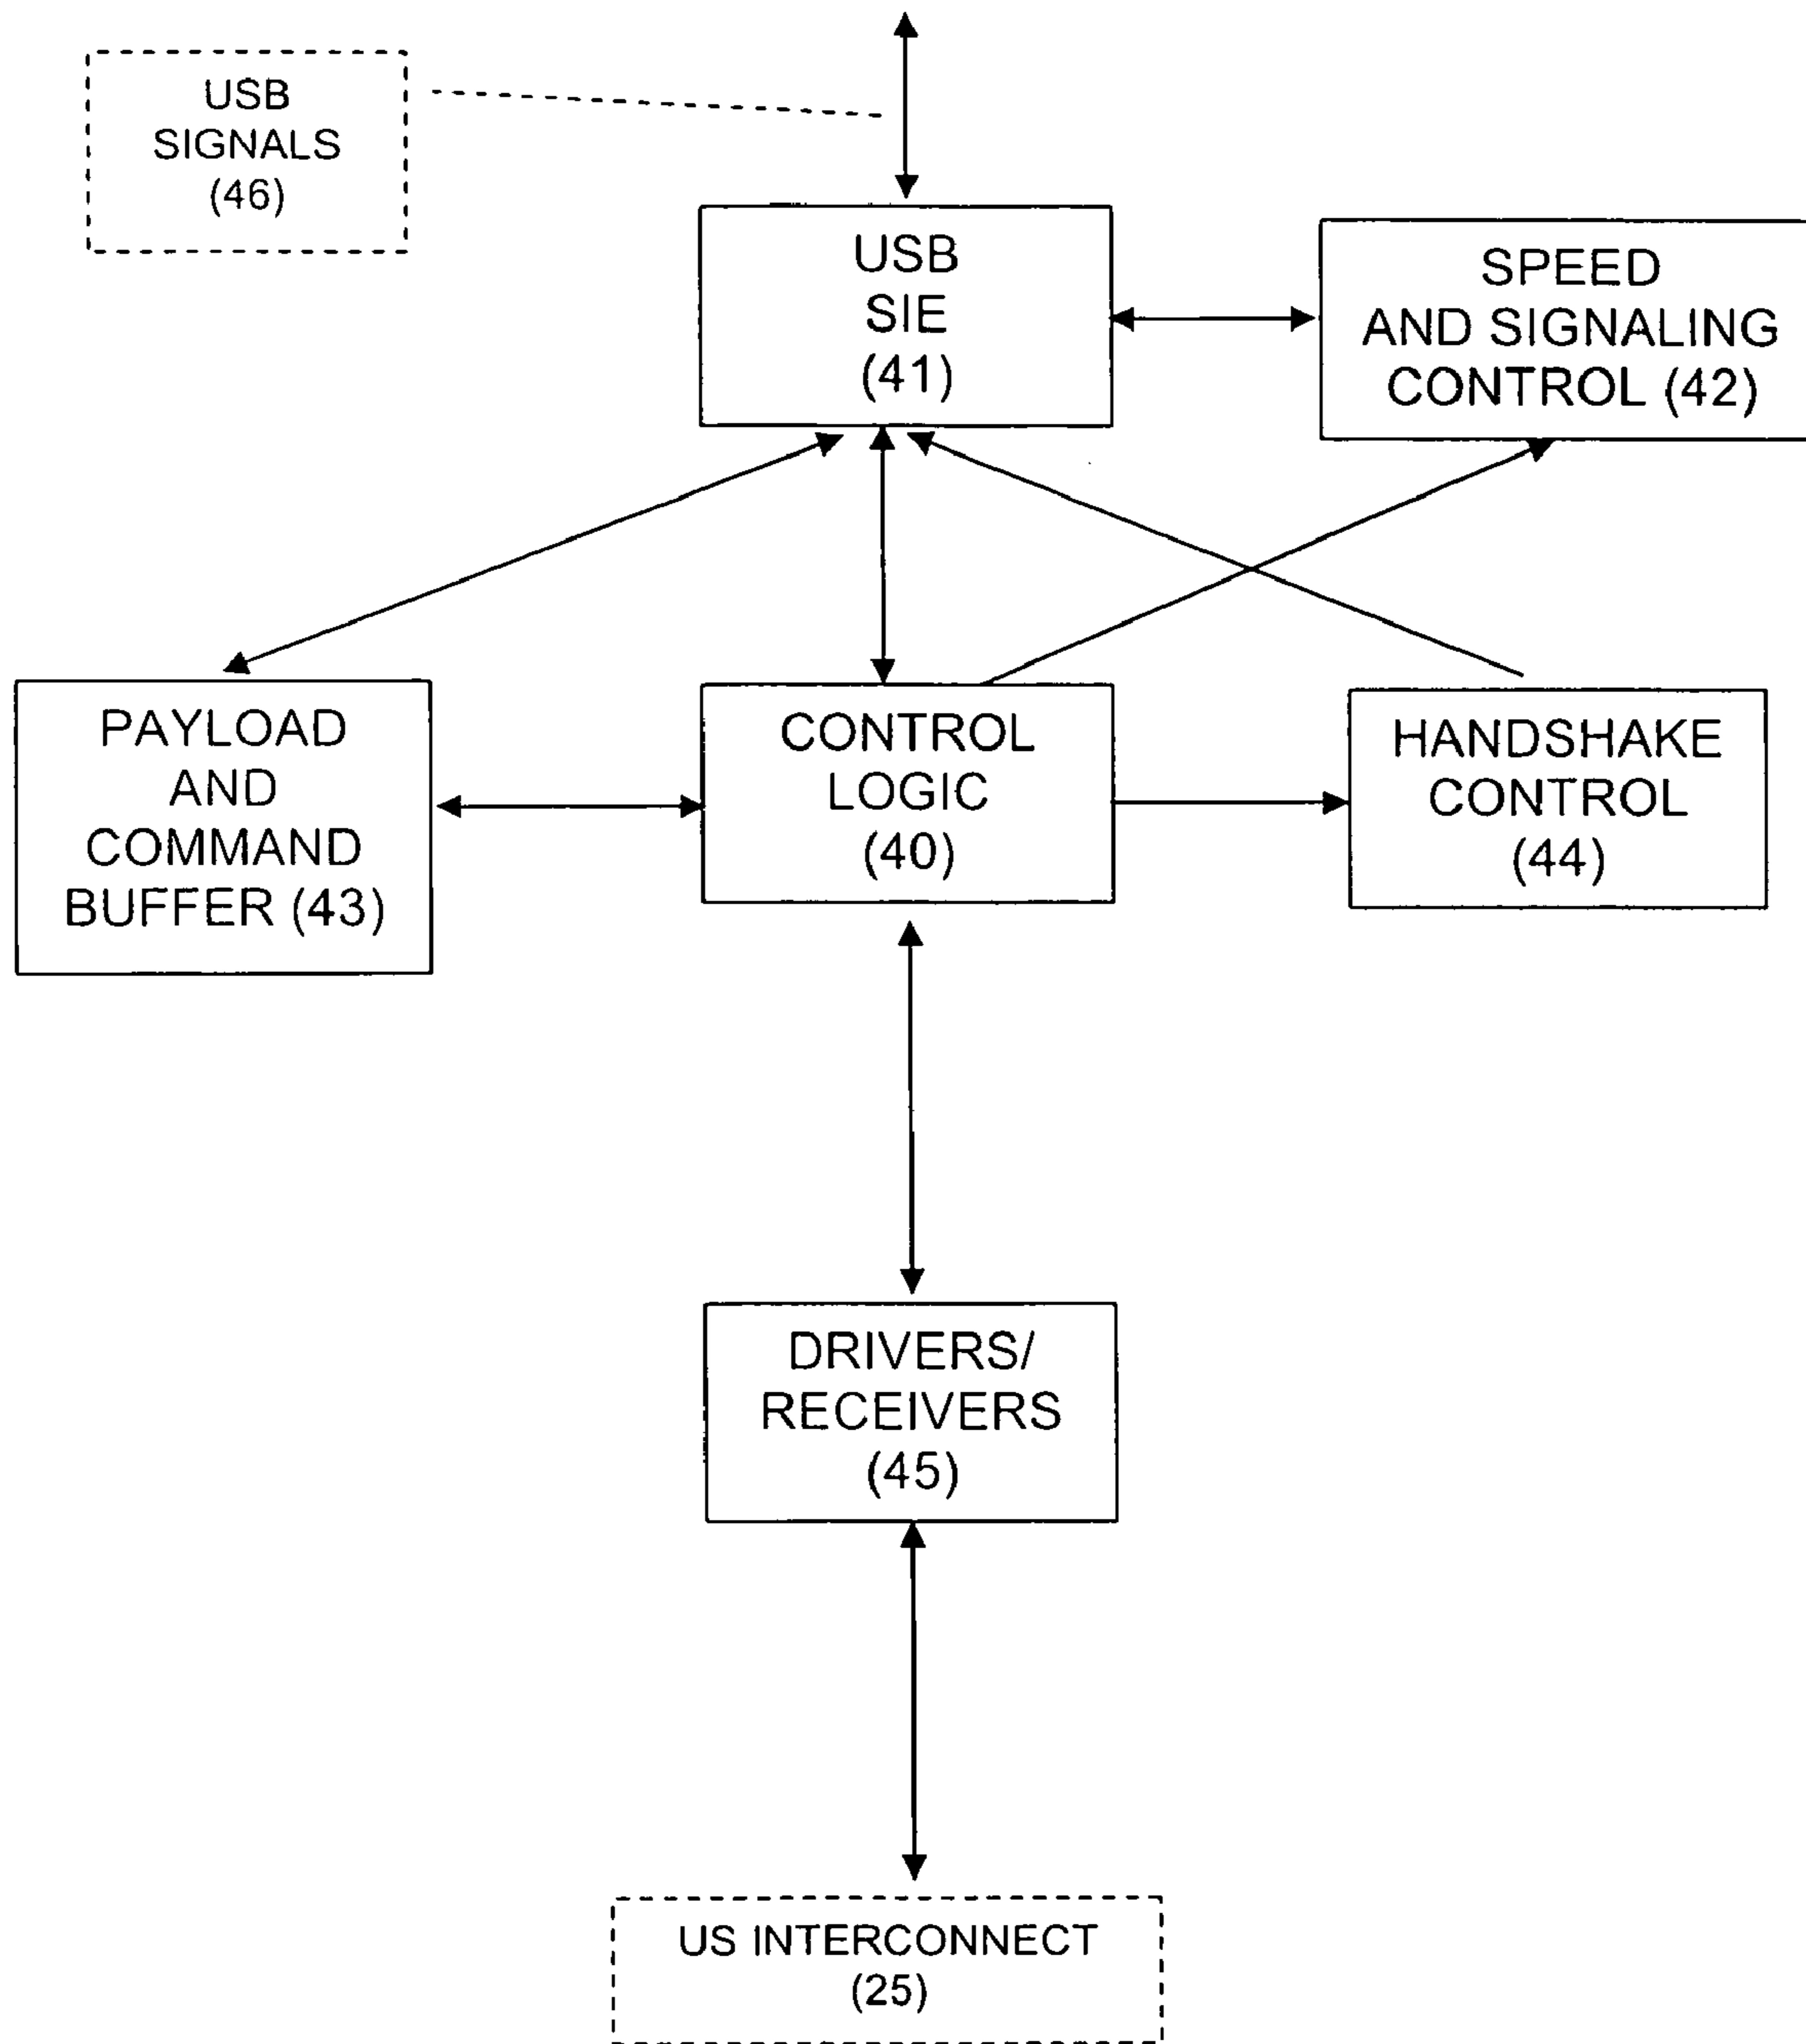 USB
SIGNALS
(46)
USB
SIE
(41)
SPEED
AND SIGNALING
CONTROL (42)
PAYLOAD
AND
COMMAND
BUFFER (43)
CONTROL
LOGIC
(40)
HANDSHAKE
CONTROL
(44)
DRIVERS/
RECEIVERS
(45)
US INTERCONNECT
(25)